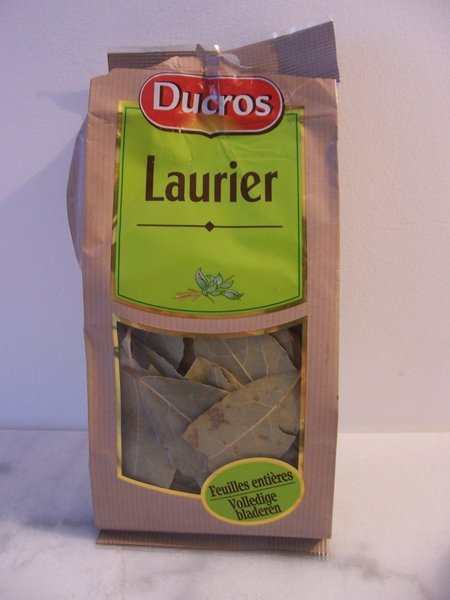 Ducros
Laurier
Feuilles entières
Volledige
bladeren